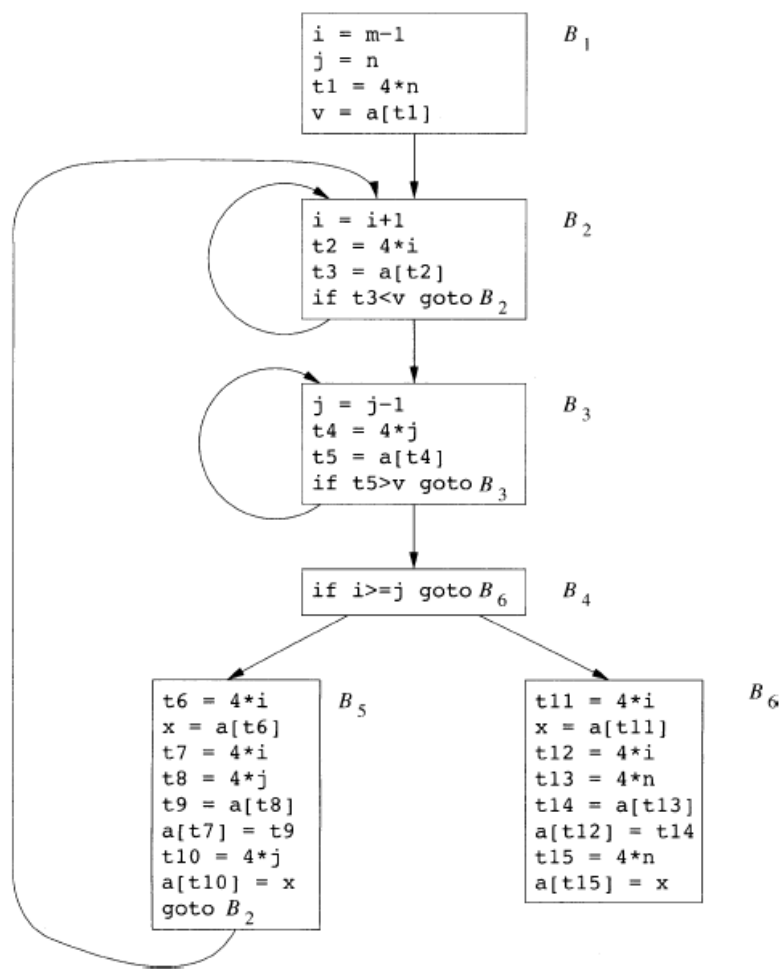 i = m-1
j = n
t1 = 4*n
v = a[t1]
B1
i = i+1
t2 = 4*i
t3 = a[t2]
if t3<v goto B2
B2
j = j-1
t4 = 4*j
t5 = a[t4]
if t5>v goto B3
B3
if i>=j goto B6
B4
t6 = 4*i
x = a[t6]
t7 = 4*i
t8 = 4*j
t9 = a[t8]
a[t7] = t9
t10 = 4*j
a[t10] = x
goto B2
B5
t11 = 4*i
x = a[t11]
t12 = 4*i
t13 = 4*n
t14 = a[t13]
a[t12] = t14
t15 = 4*n
a[t15] = x
B6